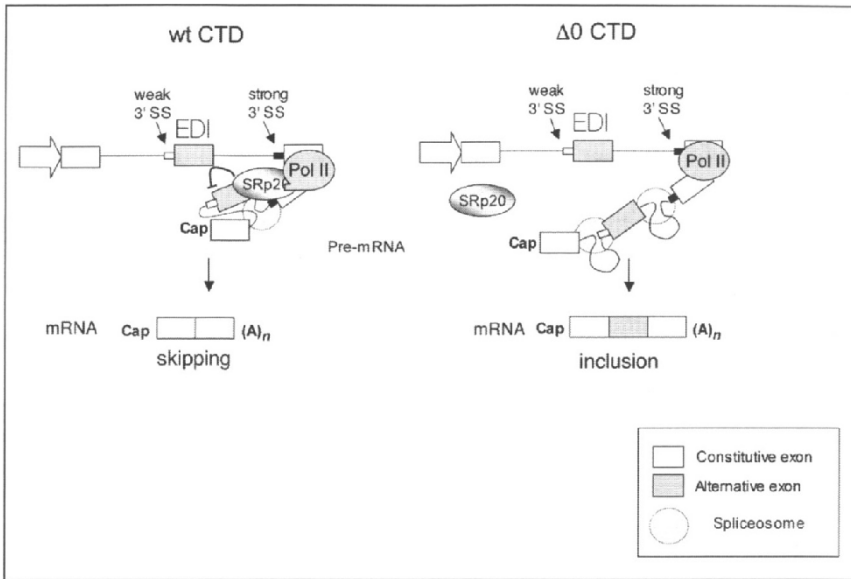 wt CTD
Δ0 CTD
weak
3' SS
strong
3' SS
EDI
Pol II
SRp20
Cap
Pre-mRNA
mRNA
Cap
(A)n
skipping
weak
3' SS
strong
3' SS
EDI
Pol II
SRp20
Cap
mRNA
Cap
(A)n
inclusion
Constitutive exon
Alternative exon
Spliceosome